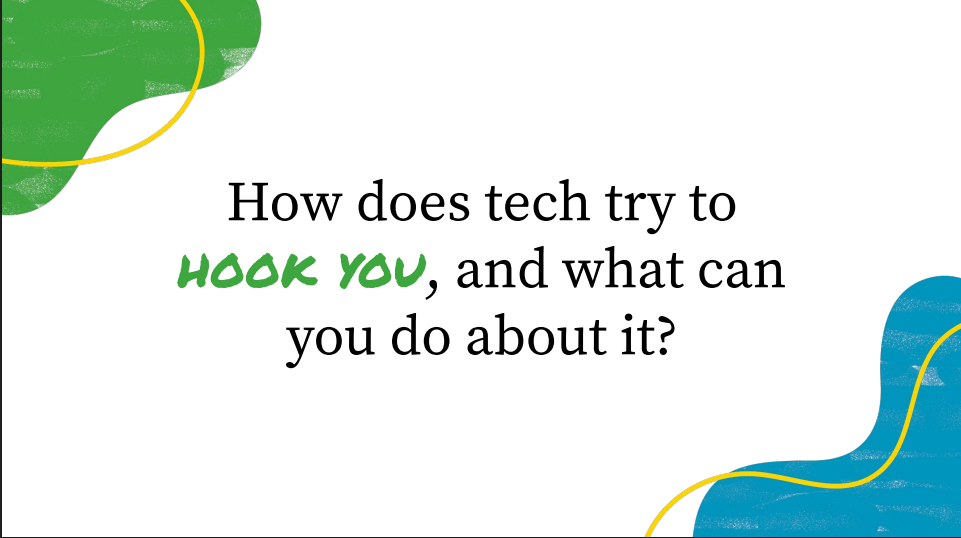 How does tech try to
HOOK YOU, and what can
you do about it?